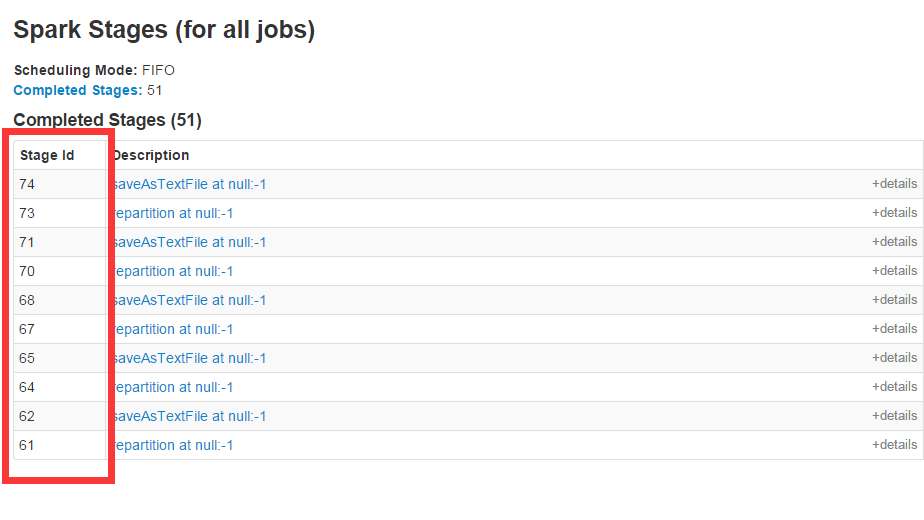 Spark Stages (for all jobs)
Scheduling Mode: FIFO
Completed Stages: 51
Completed Stages (51)
Stage Id Description
74 saveAsTextFile at null:-1 +details
73 repartition at null:-1 +details
71 saveAsTextFile at null:-1 +details
70 repartition at null:-1 +details
68 saveAsTextFile at null:-1 +details
67 repartition at null:-1 +details
65 saveAsTextFile at null:-1 +details
64 repartition at null:-1 +details
62 saveAsTextFile at null:-1 +details
61 repartition at null:-1 +details